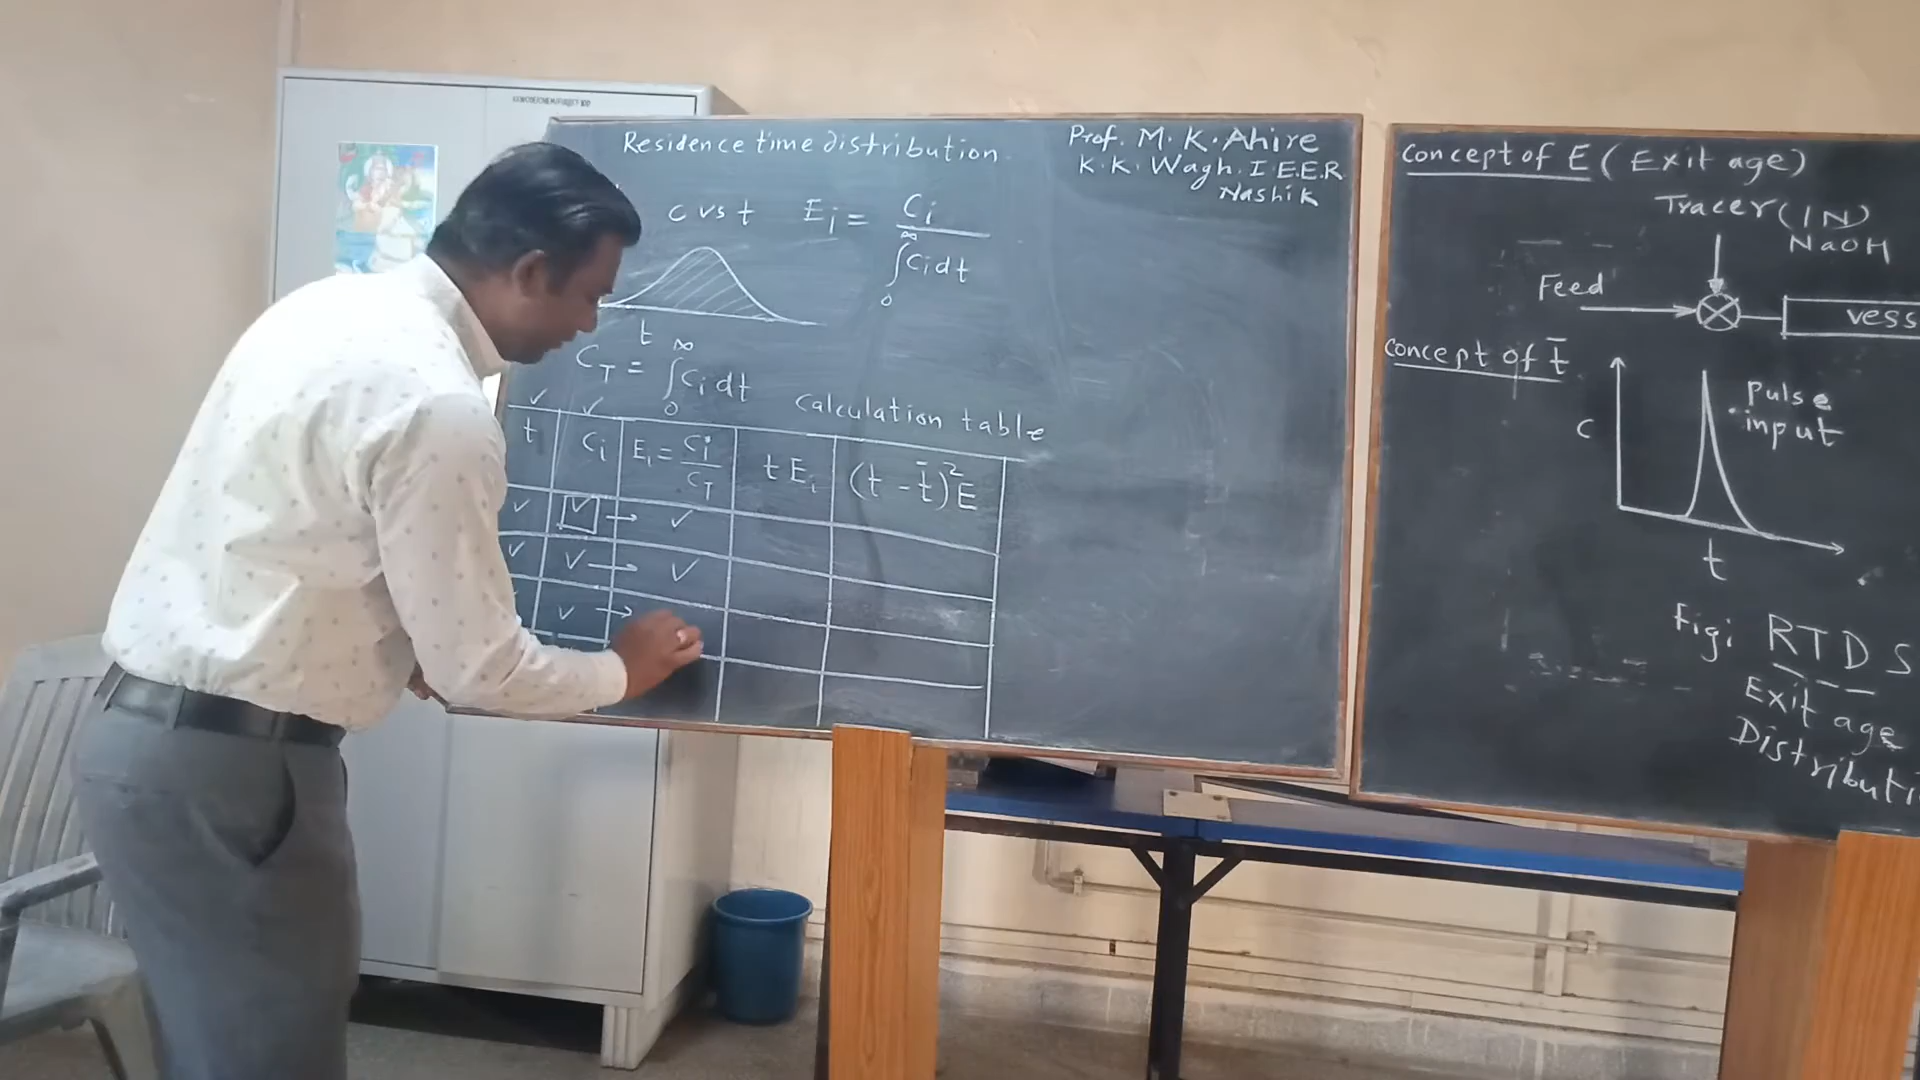 Residence time distribution
Prof. M. K. Ahire
K. K. Wagh. I.E.E.R
Nashik
C vs t
Ei = Ci / ∫₀^∞ Ci dt
t
C_T = ∫₀^∞ Ci dt
Calculation table
t Ci Ei = Ci / C_T t Ei (t - t̄)² E
✓ ✓
✓ ✓ → ✓
✓ ✓ → ✓
✓ →
Concept of E (Exit age)
Tracer (IN)
NaOH
Feed
vess
Concept of t̄
Pulse
input
C
t
Fig: RTD S
Exit age
Distributi